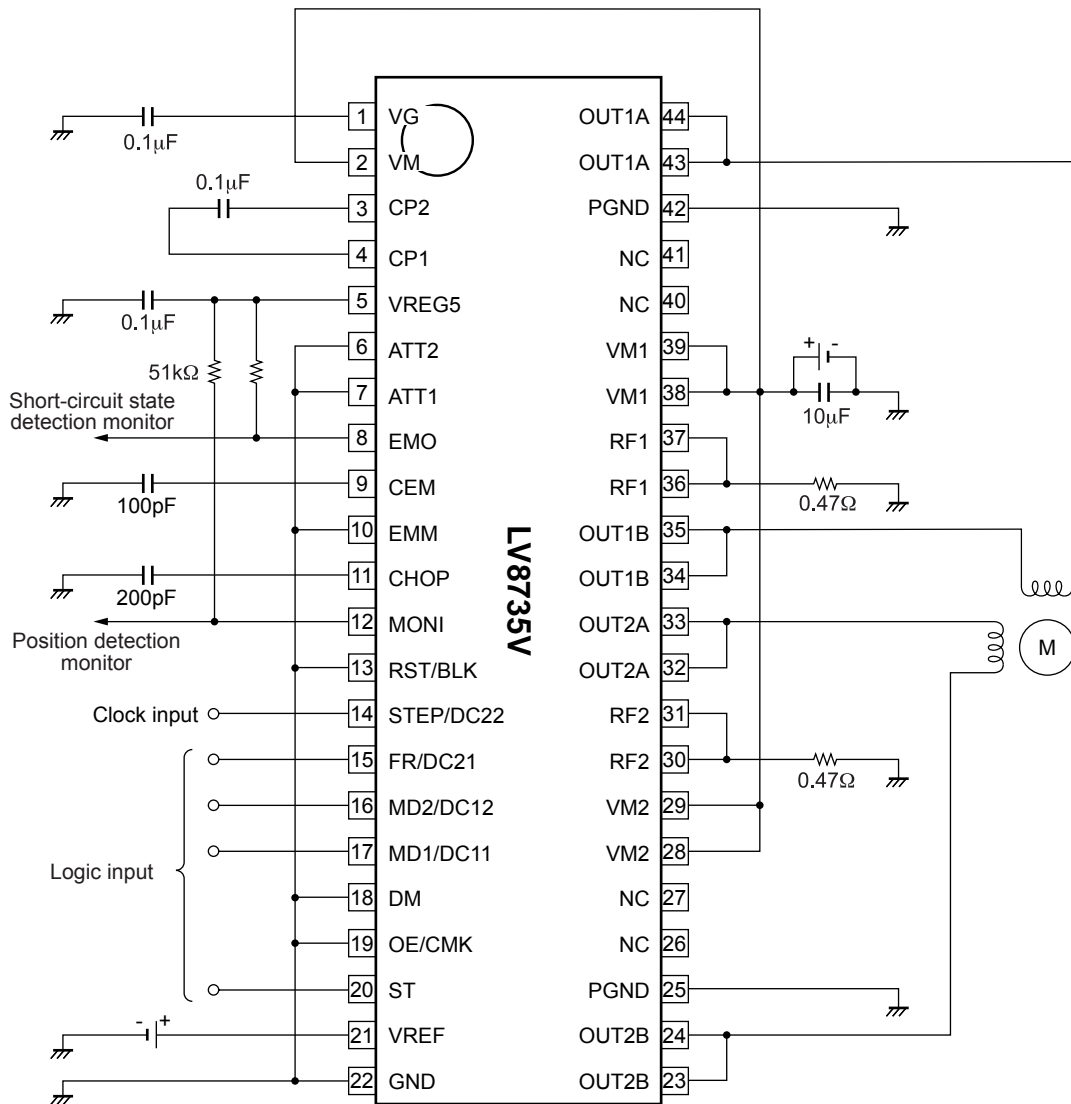 1 VG OUT1A 44
0.1μF
2 VM OUT1A 43
0.1μF
3 CP2 PGND 42
4 CP1 NC 41
5 VREG5 NC 40
0.1μF
6 ATT2 VM1 39
+ -
51kΩ
7 ATT1 VM1 38
10μF
Short-circuit state
detection monitor
8 EMO RF1 37
9 CEM RF1 36
100pF
0.47Ω
10 EMM OUT1B 35
LV8735V
11 CHOP OUT1B 34
200pF
12 MONI OUT2A 33
Position detection
monitor
M
13 RST/BLK OUT2A 32
Clock input 14 STEP/DC22 RF2 31
15 FR/DC21 RF2 30
0.47Ω
16 MD2/DC12 VM2 29
17 MD1/DC11 VM2 28
Logic input
18 DM NC 27
19 OE/CMK NC 26
20 ST PGND 25
- +
21 VREF OUT2B 24
22 GND OUT2B 23